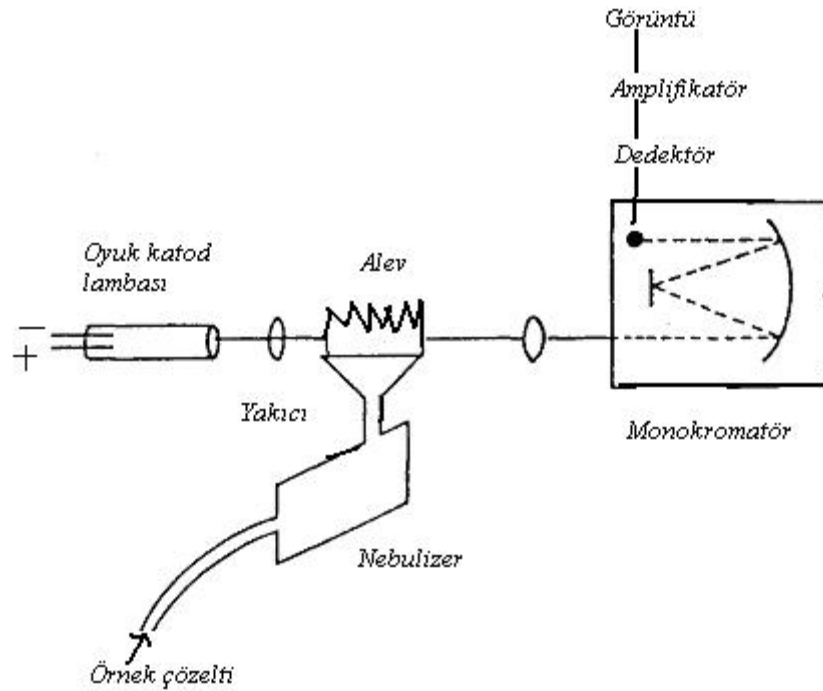 Görüntü
Amplifikatör
Dedektör
Oyuk katod
lambası
Alev
−
+
Yakıcı
Monokromatör
Nebulizer
Örnek çözelti